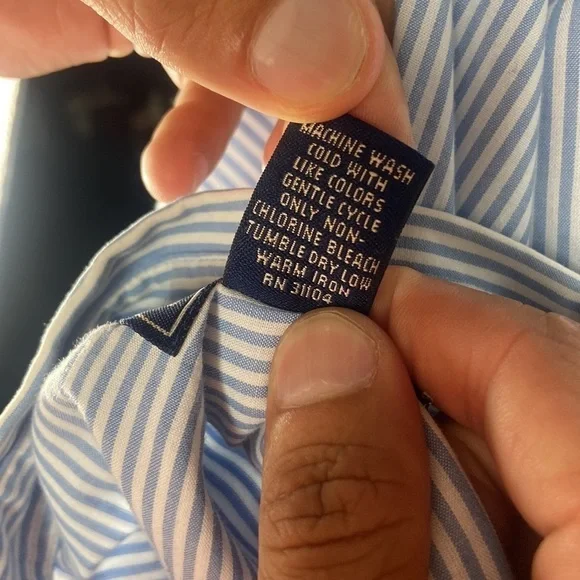 MACHINE WASH
COLD WITH
LIKE COLORS
GENTLE CYCLE
ONLY NON-
CHLORINE BLEACH
TUMBLE DRY LOW
WARM IRON
RN 31104